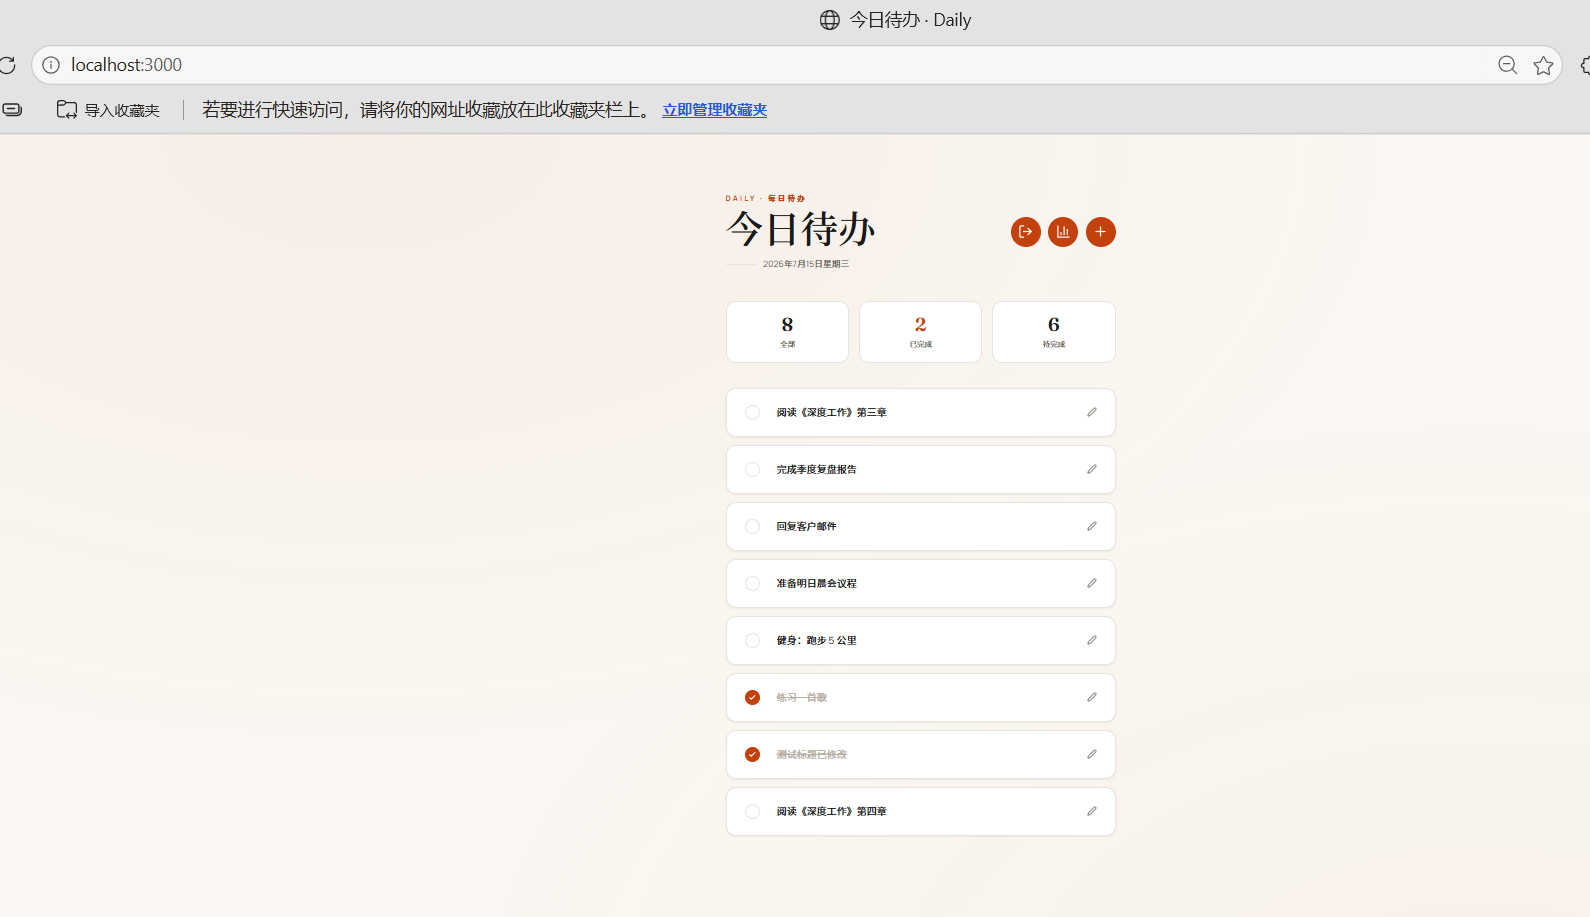 今日待办 · Daily
localhost:3000
导入收藏夹 若要进行快速访问，请将你的网址收藏放在此收藏夹栏上。 立即管理收藏夹
DAILY · 每日待办
今日待办
2026年7月15日星期三
8 2 6
全部 已完成 待完成
阅读《深度工作》第三章
完成季度复盘报告
回复客户邮件
准备明日晨会议程
健身：跑步 5 公里
练习一首歌
测试标题已修改
阅读《深度工作》第四章